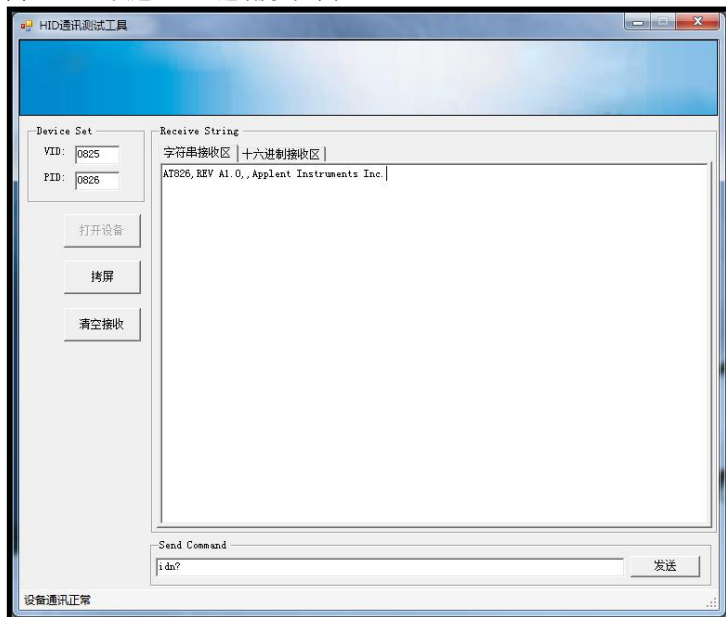 HID通讯测试工具
Device Set
VID: 0825
PID: 0826
打开设备
拷屏
清空接收
Receive String
字符串接收区
十六进制接收区
AT826,REV A1.0,,Applent Instruments Inc.
Send Command
idn?
发送
设备通讯正常